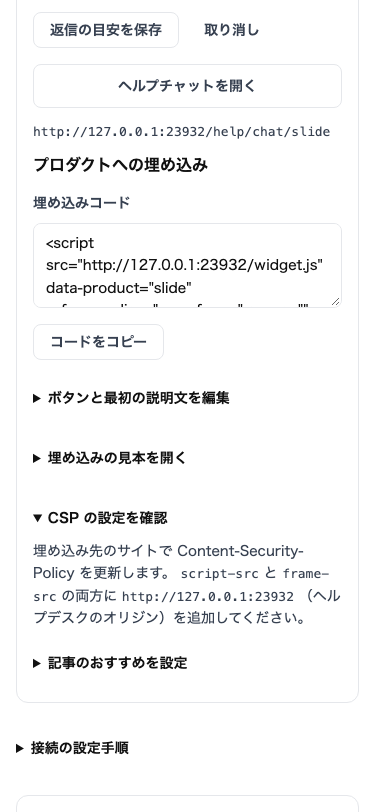 返信の目安を保存 取り消し
ヘルプチャットを開く
http://127.0.0.1:23932/help/chat/slide
プロダクトへの埋め込み
埋め込みコード
<script
src="http://127.0.0.1:23932/widget.js"
data-product="slide"
コードをコピー
▶ ボタンと最初の説明文を編集
▶ 埋め込みの見本を開く
▼ CSP の設定を確認
埋め込み先のサイトで Content-Security-
Policy を更新します。 script-src と frame-
src の両方に http://127.0.0.1:23932 （ヘル
プデスクのオリジン）を追加してください。
▶ 記事のおすすめを設定
▶ 接続の設定手順